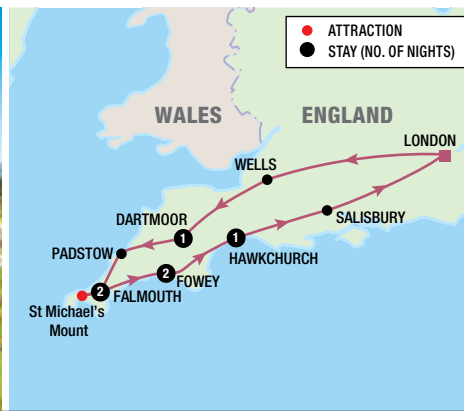 ATTRACTION
STAY (NO. OF NIGHTS)
WALES
ENGLAND
LONDON
WELLS
DARTMOOR
1
1
SALISBURY
PADSTOW
HAWKCHURCH
2
FOWEY
2
FALMOUTH
St Michael's
Mount